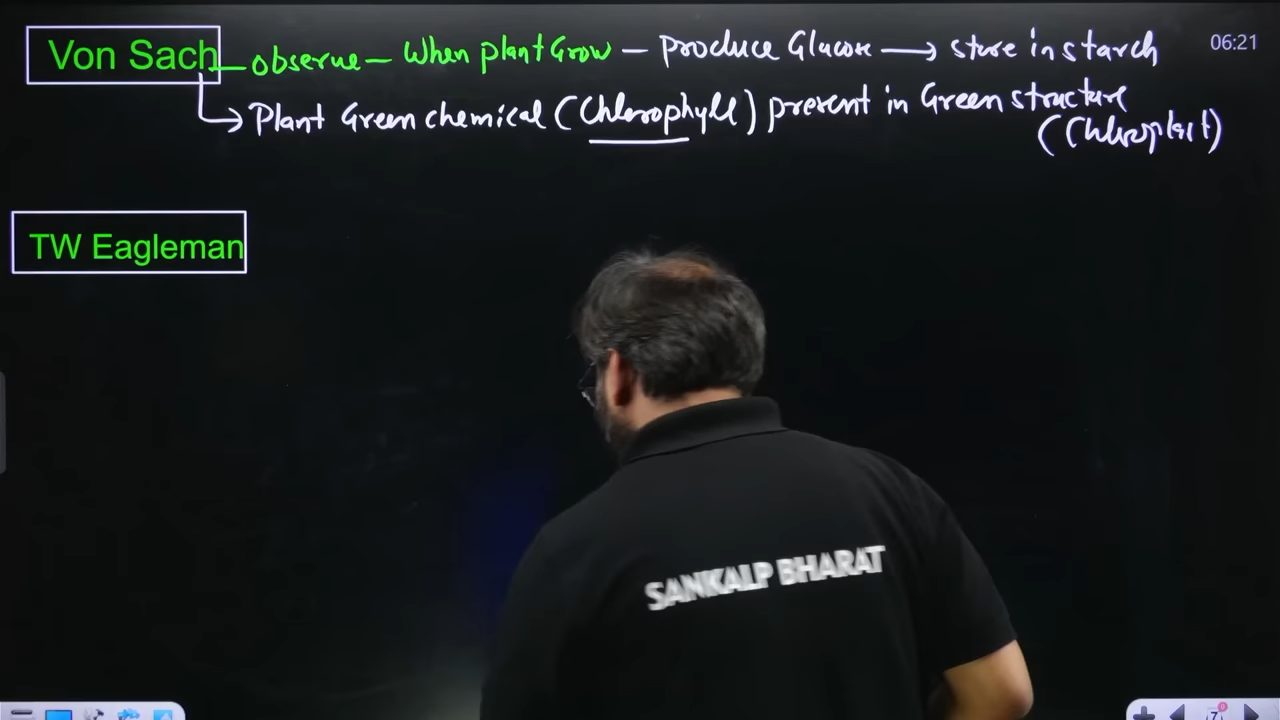 Von Sach – observe – When plant Grow – produce Glucose → store in starch
06:21
→ Plant Green chemical (Chlorophyll) present in Green structure
(Chloroplast)
TW Eagleman
SANKALP BHARAT
7